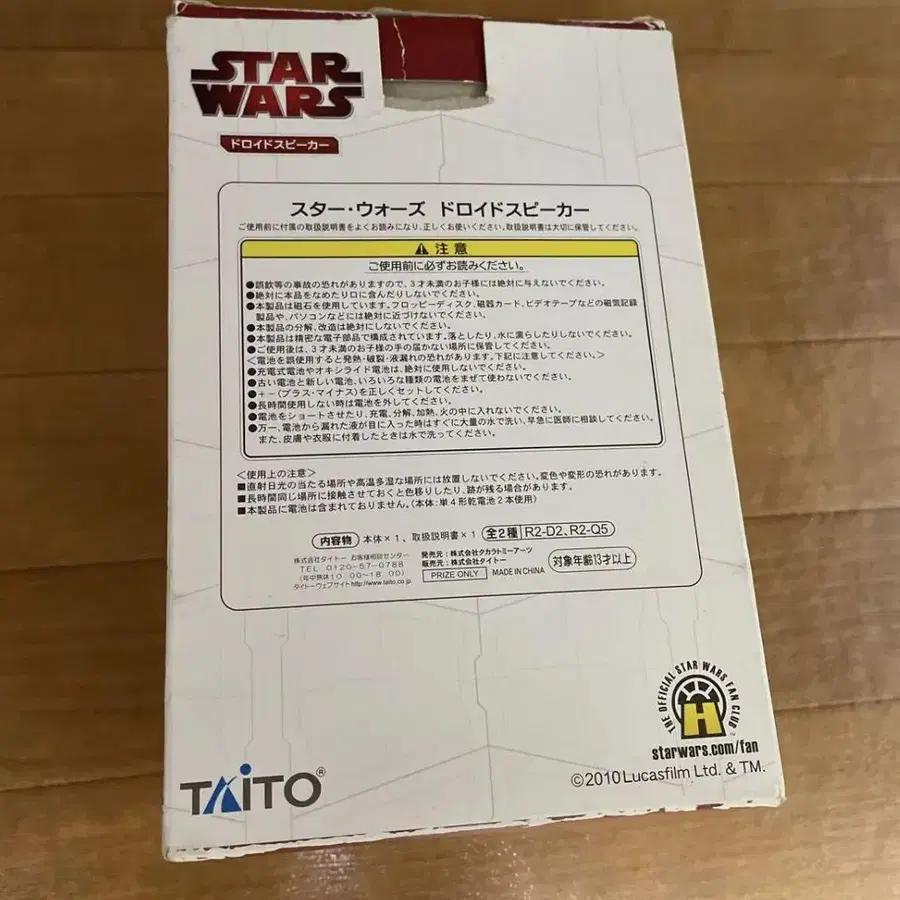 STAR
WARS
ドロイドスピーカー
スター・ウォーズ ドロイドスピーカー
ご使用前に付属の取扱説明書をよくお読みになり、正しくお使いください。取扱説明書は大切に保管してください。
注意
ご使用前に必ずお読みください。
●誤飲等の事故の恐れがありますので、3才未満のお子様には絶対に与えないでください。
●絶対に本品をなめたり口に含んだりしないでください。
●本製品は磁石を使用しています。フロッピーディスク、磁器カード、ビデオテープなどの磁気記録
製品や、パソコンなどには絶対に近づけないでください。
●本製品の分解、改造は絶対にしないでください。
●本製品は精密な電子部品で構成されています。落としたり、水に濡らしたりしないでください。
●ご使用後は、3才未満のお子様の手の届かない場所に保管してください。
<電池を誤使用すると発熱・破裂・液漏れの恐れがあります。下記に注意してください。>
●充電式電池やオキシライド電池は、絶対に使用しないでください。
●古い電池と新しい電池、いろいろな種類の電池をまぜて使わないでください。
●+-(プラス・マイナス)を正しくセットしてください。
●長時間使用しない時は電池を外してください。
●電池をショートさせたり、充電、分解、加熱、火の中に入れないでください。
●万一、電池から漏れた液が目に入った時はすぐに大量の水で洗い、早急に医師に相談してください。
また、皮膚や衣服に付着したときは水で洗ってください。
<使用上の注意>
■直射日光の当たる場所や高温多湿な場所には放置しないでください。変色や変形の恐れがあります。
■長時間同じ場所に接触させておくと色移りしたり、跡が残る場合があります。
■本製品に電池は含まれておりません。(本体:単4形乾電池2本使用)
内容物 本体×1、取扱説明書×1 全2種 R2-D2、R2-Q5
株式会社タイトー お客様相談センター
TEL 0120-57-0788
(年中無休10:00~18:00)
タイトーウェブサイト http://www.taito.co.jp
発売元:株式会社タカラトミーアーツ
販売元:株式会社タイトー
PRIZE ONLY MADE IN CHINA
対象年齢13才以上
THE OFFICIAL STAR WARS FAN CLUB
H
starwars.com/fan
TAITO®
©2010 Lucasfilm Ltd. & TM.